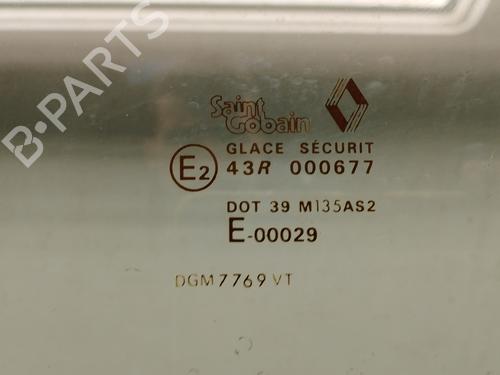 B-PARTS
Saint
Gobain
GLACE SÉCURIT
E2 43R 000677
DOT 39 M135AS2
E-00029
DGM7769VT